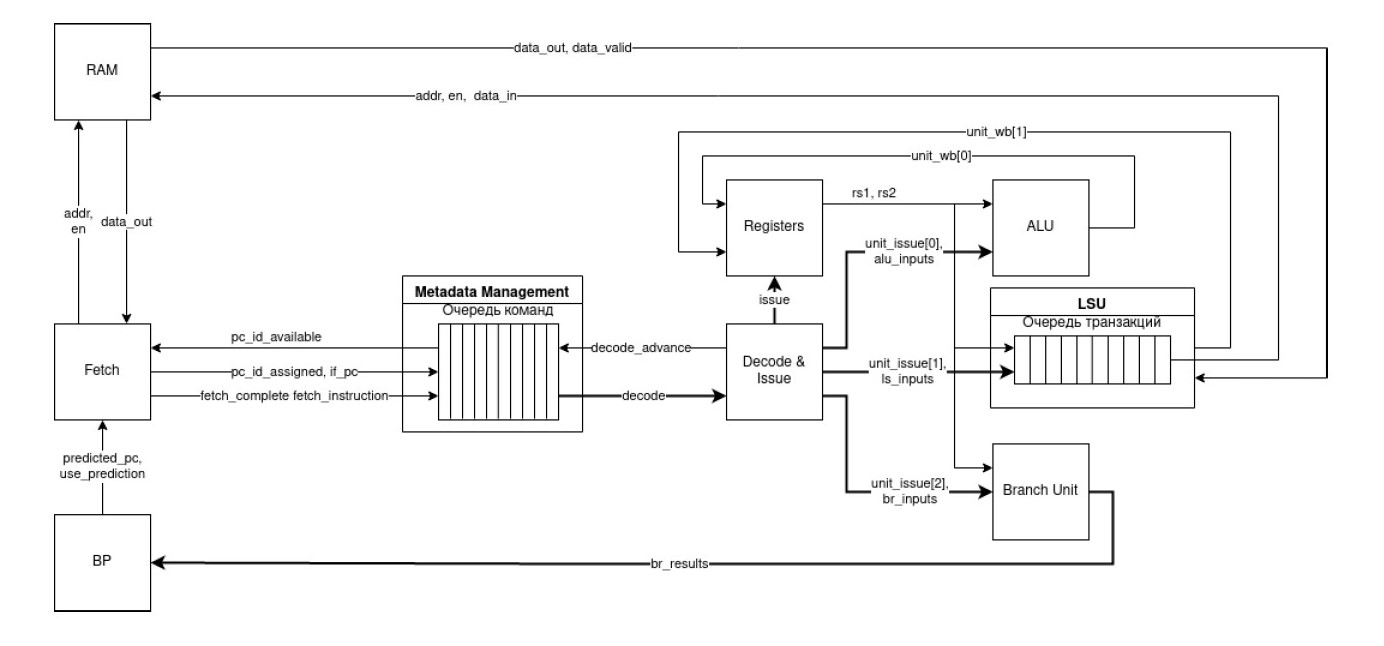 RAM
data_out, data_valid
addr, en, data_in
unit_wb[1]
unit_wb[0]
addr,
en
data_out
rs1, rs2
Registers
ALU
unit_issue[0],
alu_inputs
issue
Metadata Management
Очередь команд
LSU
Очередь транзакций
Fetch
pc_id_available
pc_id_assigned, if_pc
fetch_complete fetch_instruction
decode_advance
decode
Decode &
Issue
unit_issue[1],
ls_inputs
predicted_pc,
use_prediction
unit_issue[2],
br_inputs
Branch Unit
BP
br_results